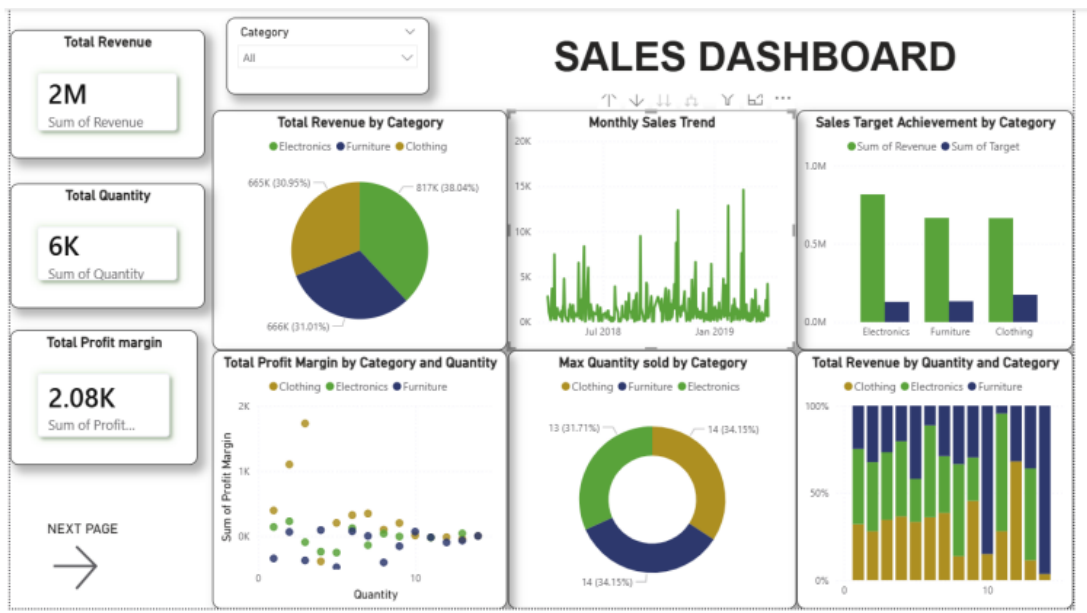 Total Revenue
2M
Sum of Revenue
Category
All
SALES DASHBOARD
Total Quantity
6K
Sum of Quantity
Total Profit margin
2.08K
Sum of Profit...
NEXT PAGE
Total Revenue by Category
Electronics Furniture Clothing
665K (30.95%)
817K (38.04%)
666K (31.01%)
Monthly Sales Trend
20K
15K
10K
5K
0K
Jul 2018 Jan 2019
Sales Target Achievement by Category
Sum of Revenue Sum of Target
1.0M
0.5M
0.0M
Electronics Furniture Clothing
Total Profit Margin by Category and Quantity
Clothing Electronics Furniture
Sum of Profit Margin
2K
1K
0K
0 10
Quantity
Max Quantity sold by Category
Clothing Furniture Electronics
13 (31.71%)
14 (34.15%)
14 (34.15%)
Total Revenue by Quantity and Category
Clothing Electronics Furniture
100%
50%
0%
0 10